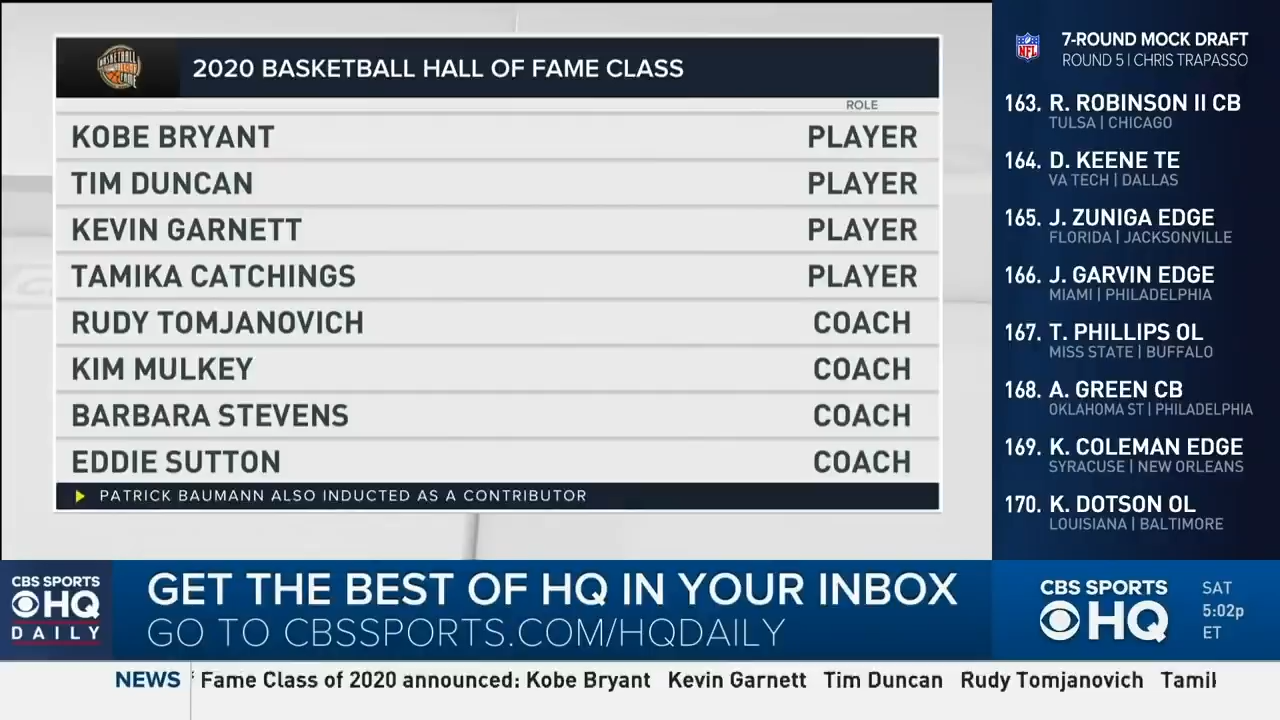 BASKETBALL
HALL OF
FAME
2020 BASKETBALL HALL OF FAME CLASS
ROLE
KOBE BRYANT PLAYER
TIM DUNCAN PLAYER
KEVIN GARNETT PLAYER
TAMIKA CATCHINGS PLAYER
RUDY TOMJANOVICH COACH
KIM MULKEY COACH
BARBARA STEVENS COACH
EDDIE SUTTON COACH
PATRICK BAUMANN ALSO INDUCTED AS A CONTRIBUTOR
NFL
7-ROUND MOCK DRAFT
ROUND 5 | CHRIS TRAPASSO
163. R. ROBINSON II CB
TULSA | CHICAGO
164. D. KEENE TE
VA TECH | DALLAS
165. J. ZUNIGA EDGE
FLORIDA | JACKSONVILLE
166. J. GARVIN EDGE
MIAMI | PHILADELPHIA
167. T. PHILLIPS OL
MISS STATE | BUFFALO
168. A. GREEN CB
OKLAHOMA ST | PHILADELPHIA
169. K. COLEMAN EDGE
SYRACUSE | NEW ORLEANS
170. K. DOTSON OL
LOUISIANA | BALTIMORE
CBS SPORTS
HQ
DAILY
GET THE BEST OF HQ IN YOUR INBOX
GO TO CBSSPORTS.COM/HQDAILY
CBS SPORTS
HQ
SAT
5:02p
ET
NEWS Fame Class of 2020 announced: Kobe Bryant Kevin Garnett Tim Duncan Rudy Tomjanovich Tamik